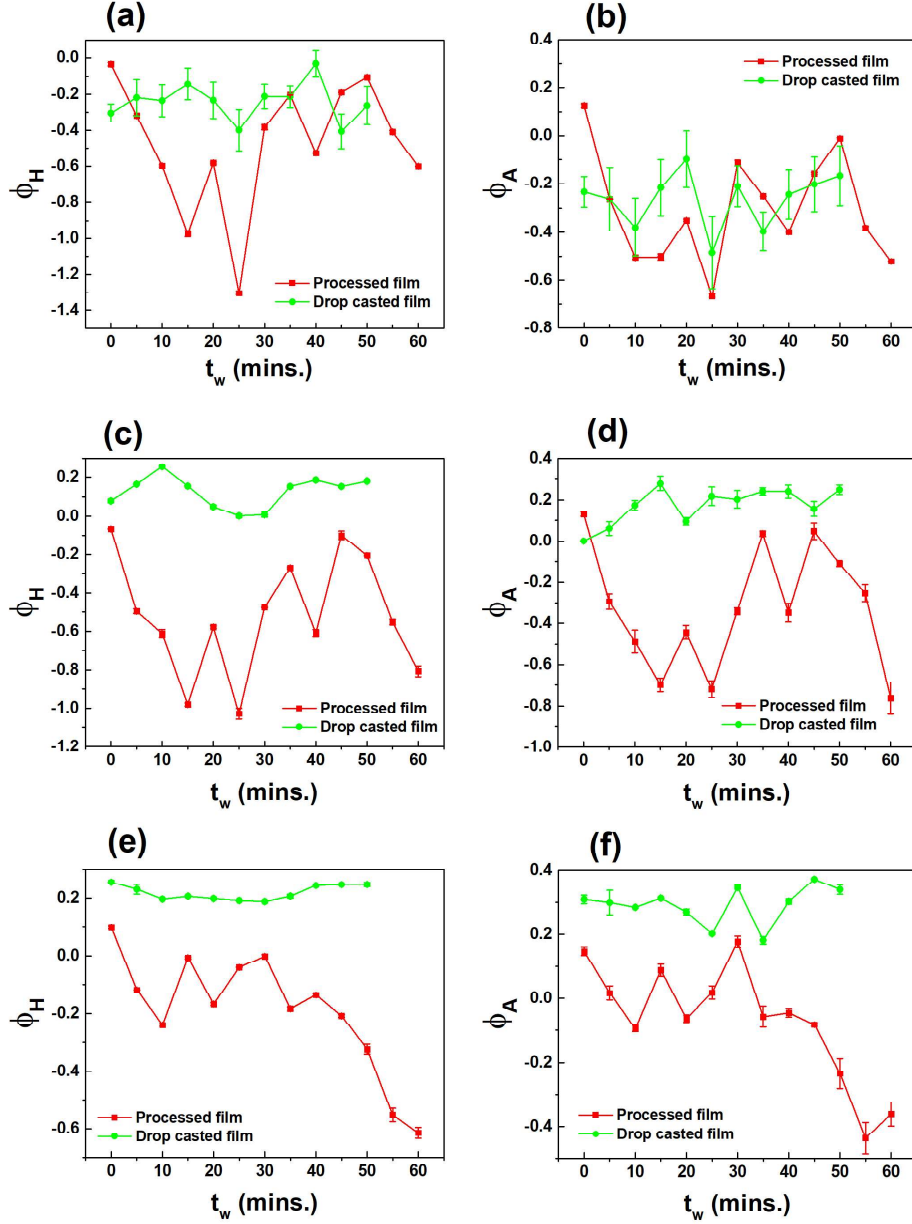 (a)
(b)
0.0
-0.2
-0.4
-0.6
-0.8
-1.0
-1.2
-1.4
ϕH
Processed film
Drop casted film
0 10 20 30 40 50 60
tw (mins.)
0.4
0.2
0.0
-0.2
-0.4
-0.6
-0.8
ϕA
Processed film
Drop casted film
0 10 20 30 40 50 60
tw (mins.)
(c)
(d)
0.2
0.0
-0.2
-0.4
-0.6
-0.8
-1.0
-1.2
ϕH
Processed film
Drop casted film
0 10 20 30 40 50 60
tw (mins.)
0.4
0.2
0.0
-0.2
-0.4
-0.6
-0.8
-1.0
ϕA
Processed film
Drop casted film
0 10 20 30 40 50 60
tw (mins.)
(e)
(f)
0.2
0.0
-0.2
-0.4
-0.6
ϕH
Processed film
Drop casted film
0 10 20 30 40 50 60
tw (mins.)
0.4
0.2
0.0
-0.2
-0.4
ϕA
Processed film
Drop casted film
0 10 20 30 40 50 60
tw (mins.)